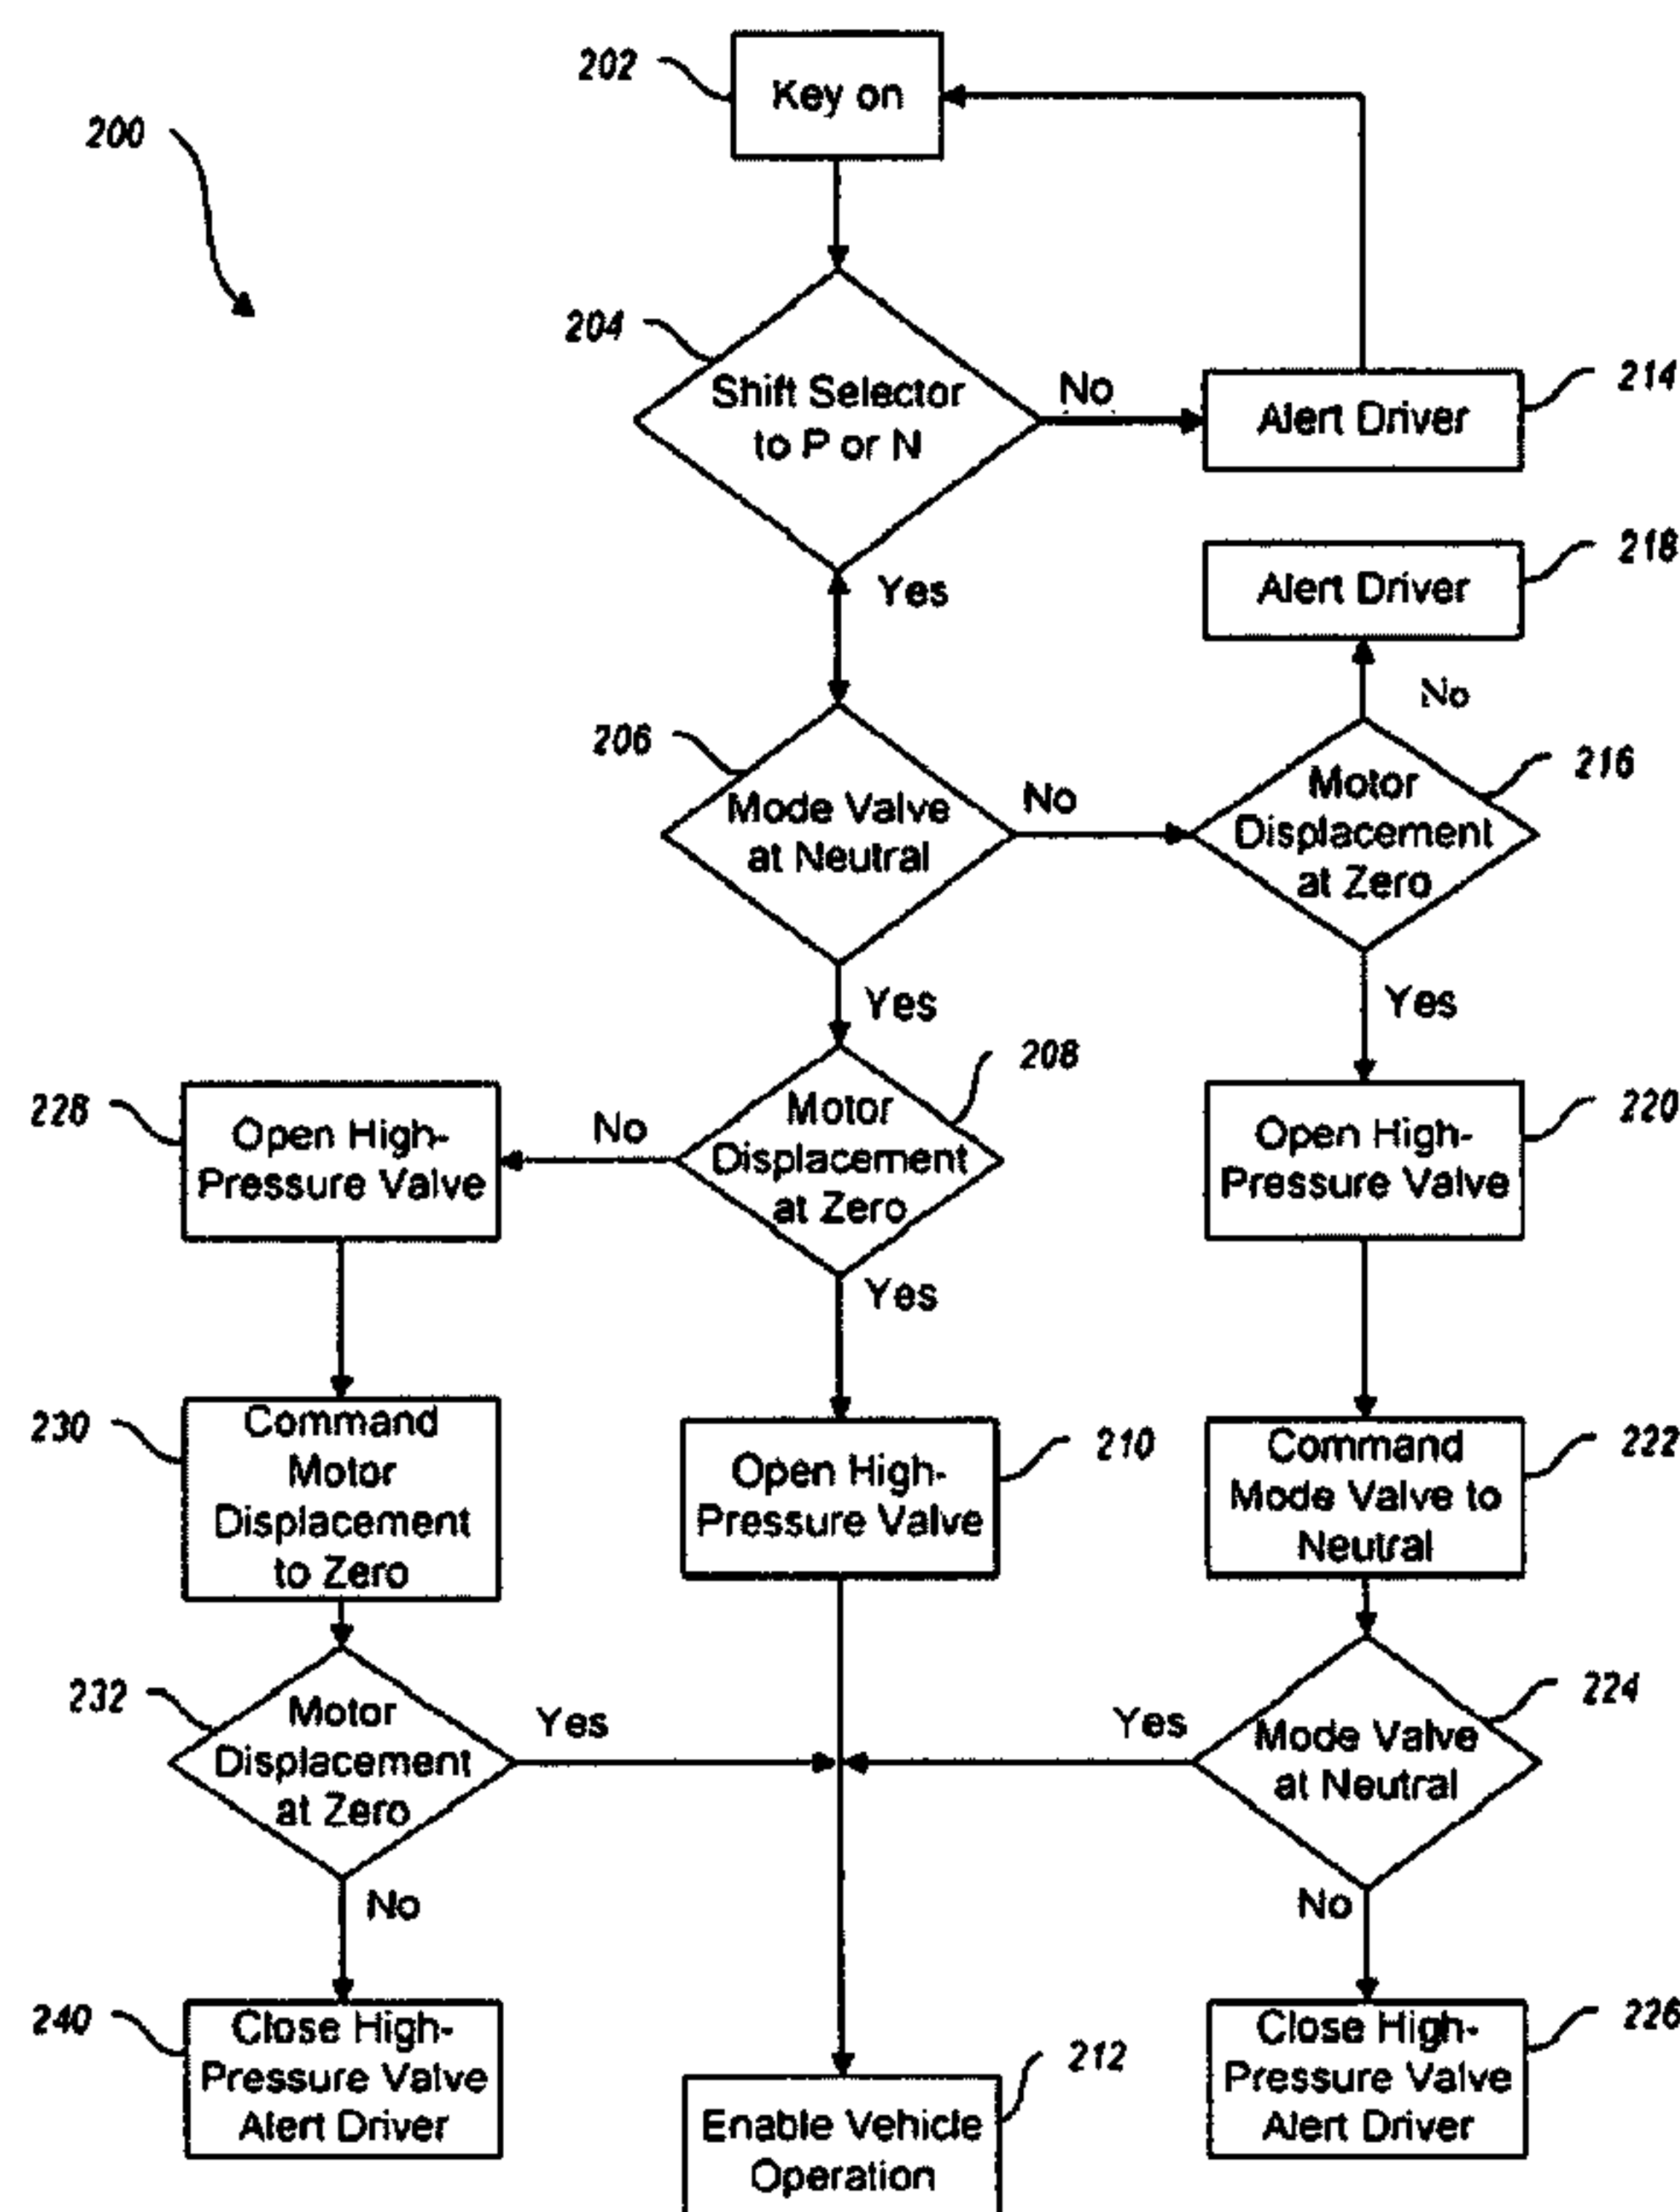 202
Key on
200
204
Shift Selector
to P or N
No
Alert Driver
214
Yes
Alert Driver
218
No
206
Mode Valve
at Neutral
No
Motor
Displacement
at Zero
216
Yes
Yes
208
228
Open High-
Pressure Valve
No
Motor
Displacement
at Zero
Open High-
Pressure Valve
220
Yes
230
Command
Motor
Displacement
to Zero
Open High-
Pressure Valve
210
Command
Mode Valve to
Neutral
222
232
Motor
Displacement
at Zero
Yes
Yes
Mode Valve
at Neutral
224
No
No
240
Close High-
Pressure Valve
Alert Driver
212
Enable Vehicle
Operation
Close High-
Pressure Valve
Alert Driver
226